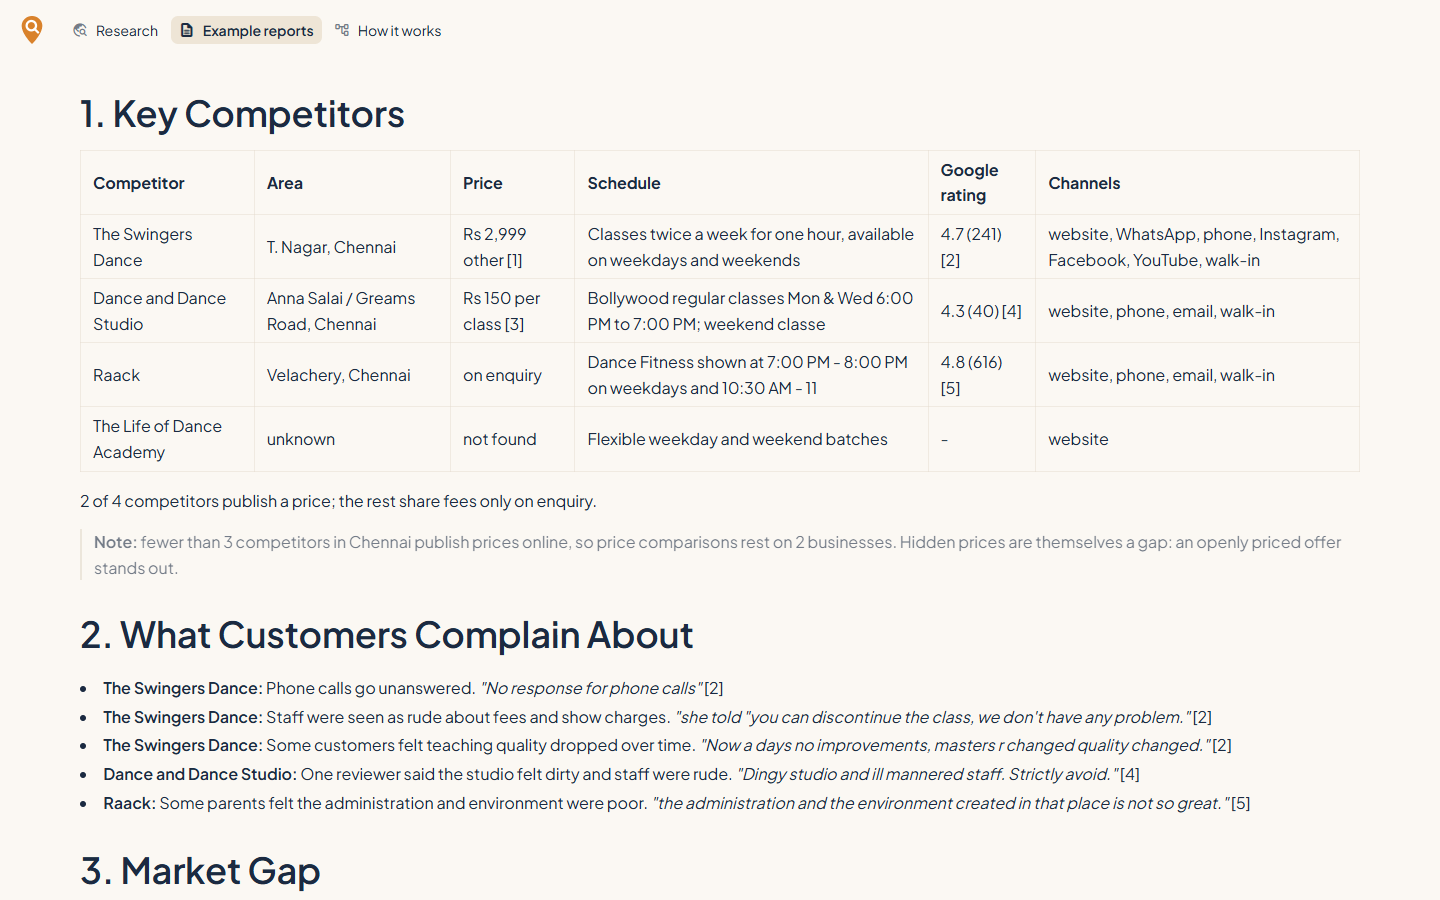 Research Example reports How it works
1. Key Competitors
Competitor Area Price Schedule Google rating Channels
The Swingers Dance T. Nagar, Chennai Rs 2,999 other [1] Classes twice a week for one hour, available on weekdays and weekends 4.7 (241) [2] website, WhatsApp, phone, Instagram, Facebook, YouTube, walk-in
Dance and Dance Studio Anna Salai / Greams Road, Chennai Rs 150 per class [3] Bollywood regular classes Mon & Wed 6:00 PM to 7:00 PM; weekend classe 4.3 (40) [4] website, phone, email, walk-in
Raack Velachery, Chennai on enquiry Dance Fitness shown at 7:00 PM - 8:00 PM on weekdays and 10:30 AM - 11 4.8 (616) [5] website, phone, email, walk-in
The Life of Dance Academy unknown not found Flexible weekday and weekend batches - website
2 of 4 competitors publish a price; the rest share fees only on enquiry.
Note: fewer than 3 competitors in Chennai publish prices online, so price comparisons rest on 2 businesses. Hidden prices are themselves a gap: an openly priced offer
stands out.
2. What Customers Complain About
• The Swingers Dance: Phone calls go unanswered. "No response for phone calls" [2]
• The Swingers Dance: Staff were seen as rude about fees and show charges. "she told "you can discontinue the class, we don't have any problem." [2]
• The Swingers Dance: Some customers felt teaching quality dropped over time. "Now a days no improvements, masters r changed quality changed." [2]
• Dance and Dance Studio: One reviewer said the studio felt dirty and staff were rude. "Dingy studio and ill mannered staff. Strictly avoid." [4]
• Raack: Some parents felt the administration and environment were poor. "the administration and the environment created in that place is not so great." [5]
3. Market Gap